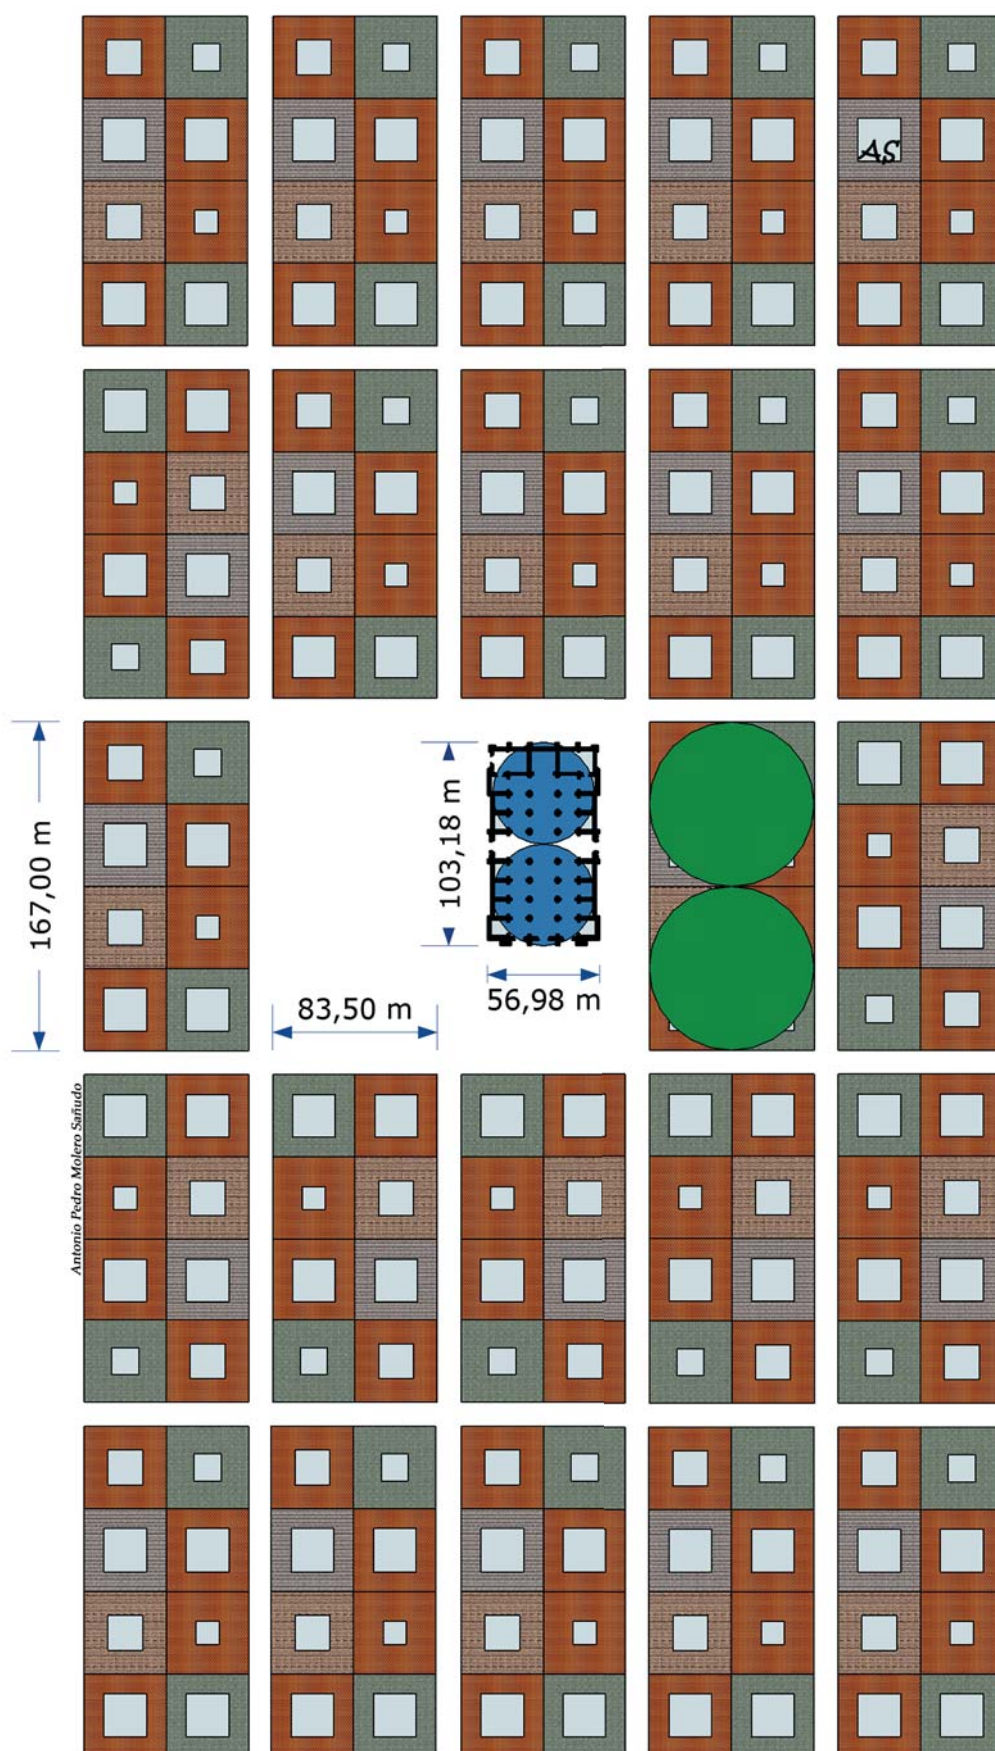 AS
167,00 m
103,18 m
56,98 m
83,50 m
Antonio Pedro Molero Sañudo